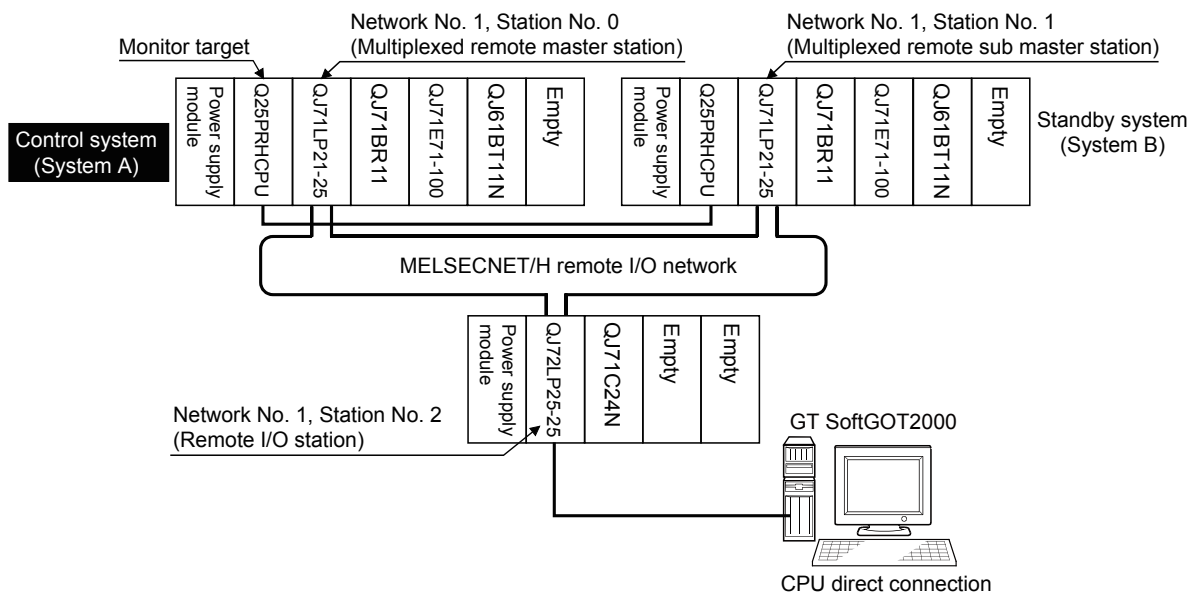 Network No. 1, Station No. 0
(Multiplexed remote master station)
Network No. 1, Station No. 1
(Multiplexed remote sub master station)
Monitor target
Control system
(System A)
Power supply
module
Q25PRHCPU
QJ71LP21-25
QJ71BR11
QJ71E71-100
QJ61BT11N
Empty
Power supply
module
Q25PRHCPU
QJ71LP21-25
QJ71BR11
QJ71E71-100
QJ61BT11N
Empty
Standby system
(System B)
MELSECNET/H remote I/O network
Power supply
module
QJ72LP25-25
QJ71C24N
Empty
Empty
Network No. 1, Station No. 2
(Remote I/O station)
GT SoftGOT2000
CPU direct connection